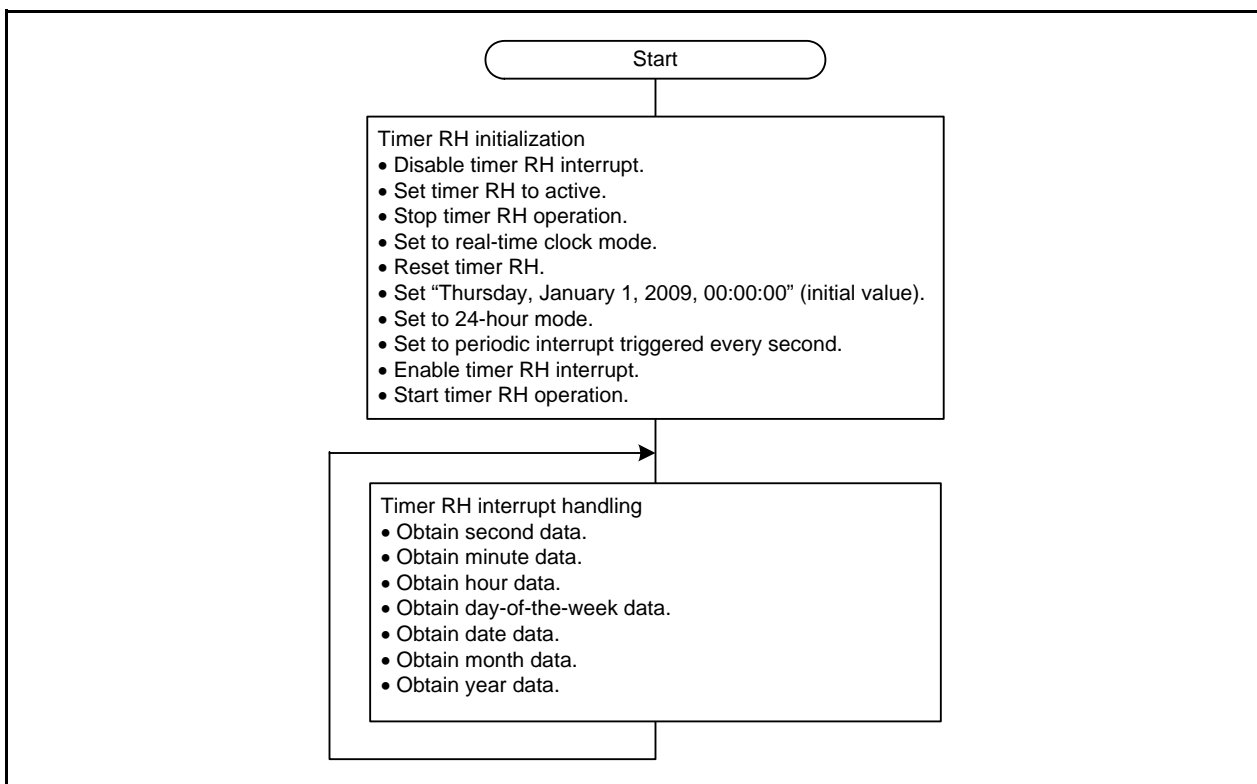 Start
Timer RH initialization
• Disable timer RH interrupt.
• Set timer RH to active.
• Stop timer RH operation.
• Set to real-time clock mode.
• Reset timer RH.
• Set “Thursday, January 1, 2009, 00:00:00” (initial value).
• Set to 24-hour mode.
• Set to periodic interrupt triggered every second.
• Enable timer RH interrupt.
• Start timer RH operation.
Timer RH interrupt handling
• Obtain second data.
• Obtain minute data.
• Obtain hour data.
• Obtain day-of-the-week data.
• Obtain date data.
• Obtain month data.
• Obtain year data.